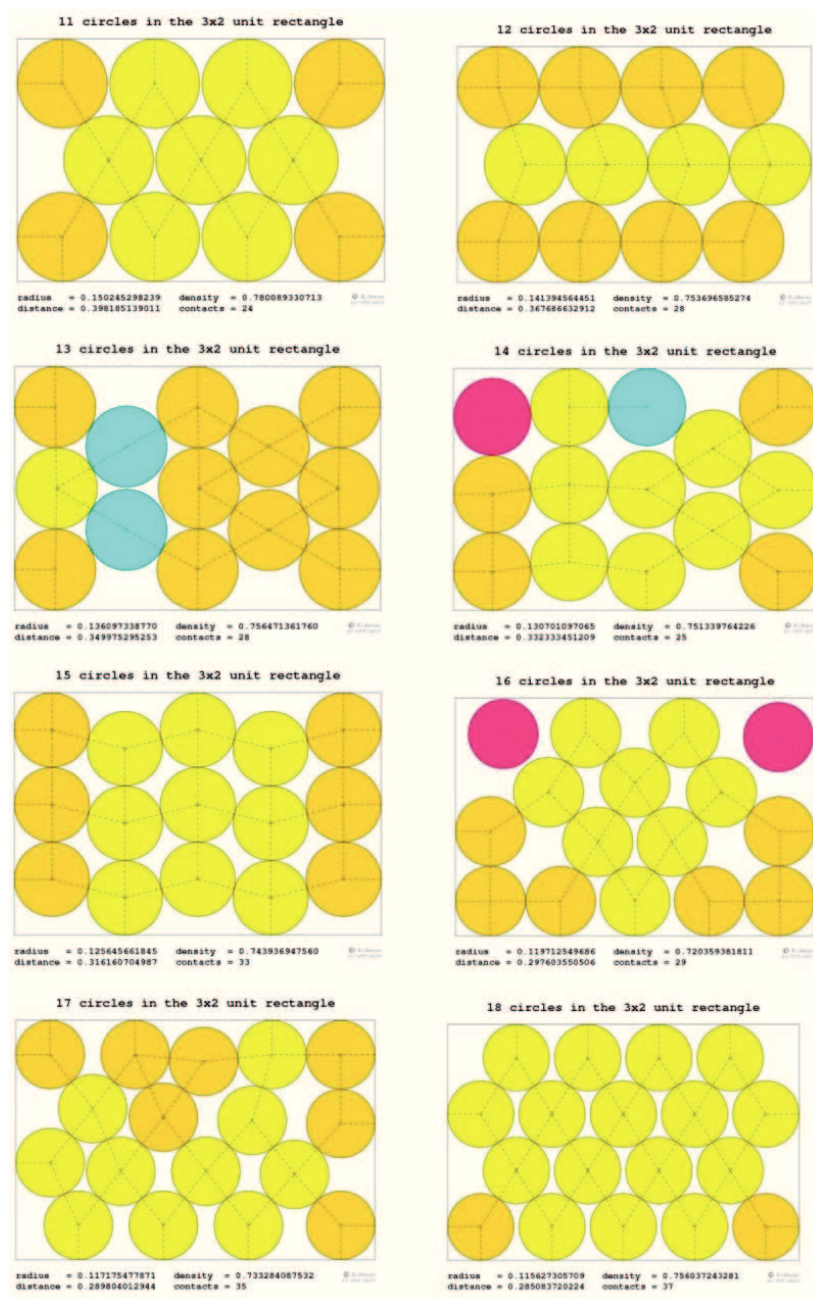 11 circles in the 3x2 unit rectangle
radius = 0.150245298239 density = 0.780089330713
distance = 0.398185139011 contacts = 24
12 circles in the 3x2 unit rectangle
radius = 0.141394564451 density = 0.753696585274
distance = 0.367686632912 contacts = 28
13 circles in the 3x2 unit rectangle
radius = 0.136097338770 density = 0.756471361760
distance = 0.349975295253 contacts = 28
14 circles in the 3x2 unit rectangle
radius = 0.130701097065 density = 0.751339764226
distance = 0.332333451209 contacts = 25
15 circles in the 3x2 unit rectangle
radius = 0.125645661845 density = 0.743936947560
distance = 0.316160704987 contacts = 33
16 circles in the 3x2 unit rectangle
radius = 0.119712549686 density = 0.720359381811
distance = 0.297603550506 contacts = 29
17 circles in the 3x2 unit rectangle
radius = 0.117175477871 density = 0.733284087532
distance = 0.289804012944 contacts = 35
18 circles in the 3x2 unit rectangle
radius = 0.115627305709 density = 0.756037243281
distance = 0.285083720224 contacts = 37